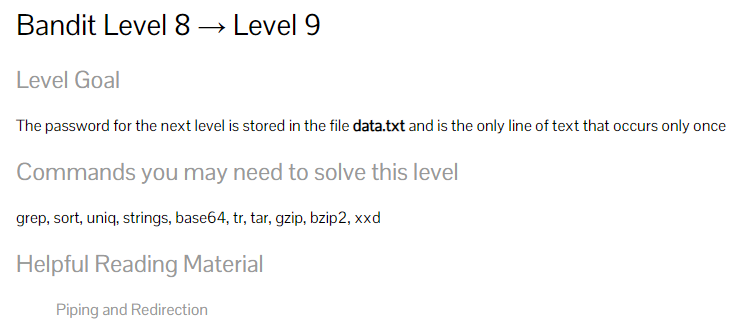 Bandit Level 8 → Level 9
Level Goal
The password for the next level is stored in the file data.txt and is the only line of text that occurs only once
Commands you may need to solve this level
grep, sort, uniq, strings, base64, tr, tar, gzip, bzip2, xxd
Helpful Reading Material
Piping and Redirection